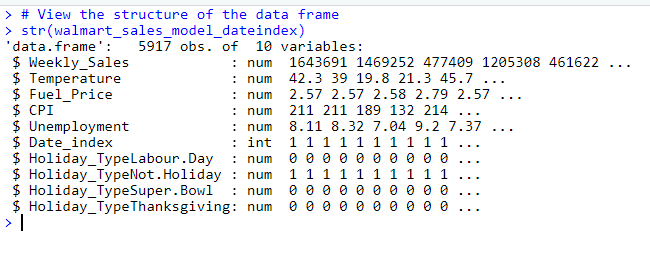 > # View the structure of the data frame
> str(walmart_sales_model_dateindex)
'data.frame':   5917 obs. of  10 variables:
 $ Weekly_Sales            : num  1643691 1469252 477409 1205308 461622 ...
 $ Temperature             : num  42.3 39 19.8 21.3 45.7 ...
 $ Fuel_Price              : num  2.57 2.57 2.58 2.79 2.57 ...
 $ CPI                     : num  211 211 189 132 214 ...
 $ Unemployment            : num  8.11 8.32 7.04 9.2 7.37 ...
 $ Date_index              : int  1 1 1 1 1 1 1 1 1 1 ...
 $ Holiday_TypeLabour.Day  : num  0 0 0 0 0 0 0 0 0 0 ...
 $ Holiday_TypeNot.Holiday : num  1 1 1 1 1 1 1 1 1 1 ...
 $ Holiday_TypeSuper.Bowl  : num  0 0 0 0 0 0 0 0 0 0 ...
 $ Holiday_TypeThanksgiving: num  0 0 0 0 0 0 0 0 0 0 ...
>